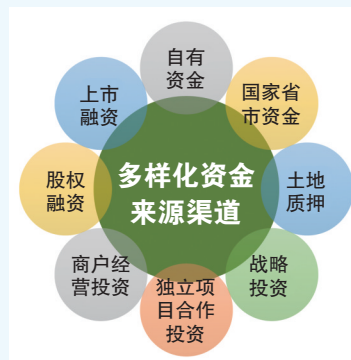 自有
资金
国家省
市资金
土地
质押
战略
投资
独立项
目合作
投资
商户经
营投资
股权
融资
上市
融资
多样化资金
来源渠道